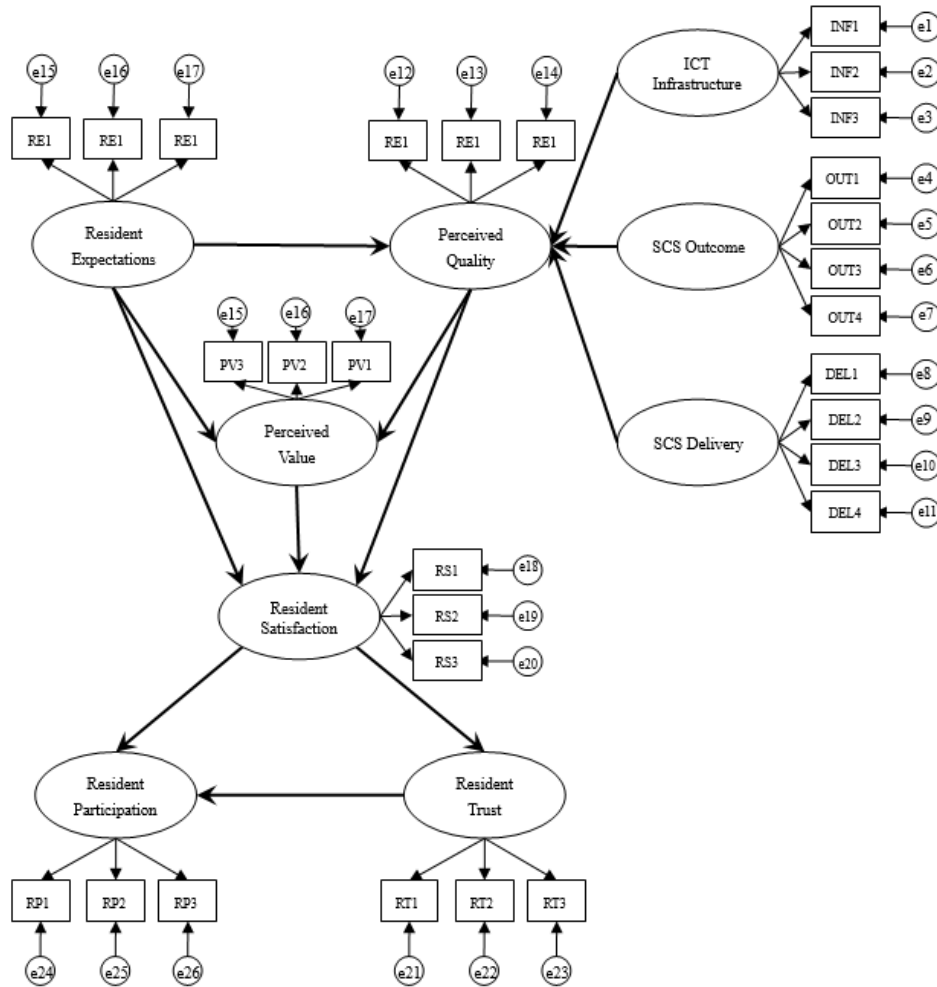 e15 e16 e17
RE1 RE1 RE1
Resident
Expectations
e12 e13 e14
RE1 RE1 RE1
Perceived
Quality
ICT
Infrastructure
INF1 e1
INF2 e2
INF3 e3
SCS Outcome
OUT1 e4
OUT2 e5
OUT3 e6
OUT4 e7
e15 e16 e17
PV3 PV2 PV1
Perceived
Value
SCS Delivery
DEL1 e8
DEL2 e9
DEL3 e10
DEL4 e11
Resident
Satisfaction
RS1 e18
RS2 e19
RS3 e20
Resident
Participation
Resident
Trust
RP1 RP2 RP3
e24 e25 e26
RT1 RT2 RT3
e21 e22 e23